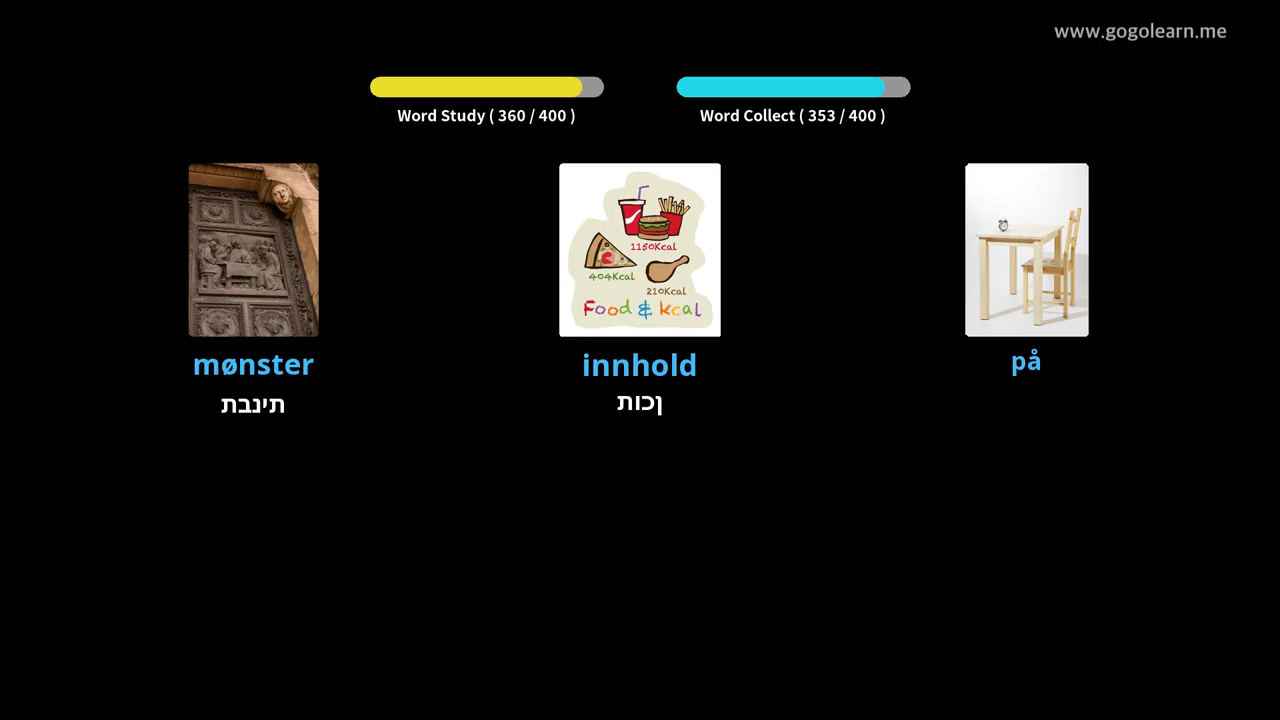 www.gogolearn.me
Word Study ( 360 / 400 )
Word Collect ( 353 / 400 )
1150Kcal
404Kcal
210Kcal
Food & kcal
mønster
תינבת
innhold
ןכות
på